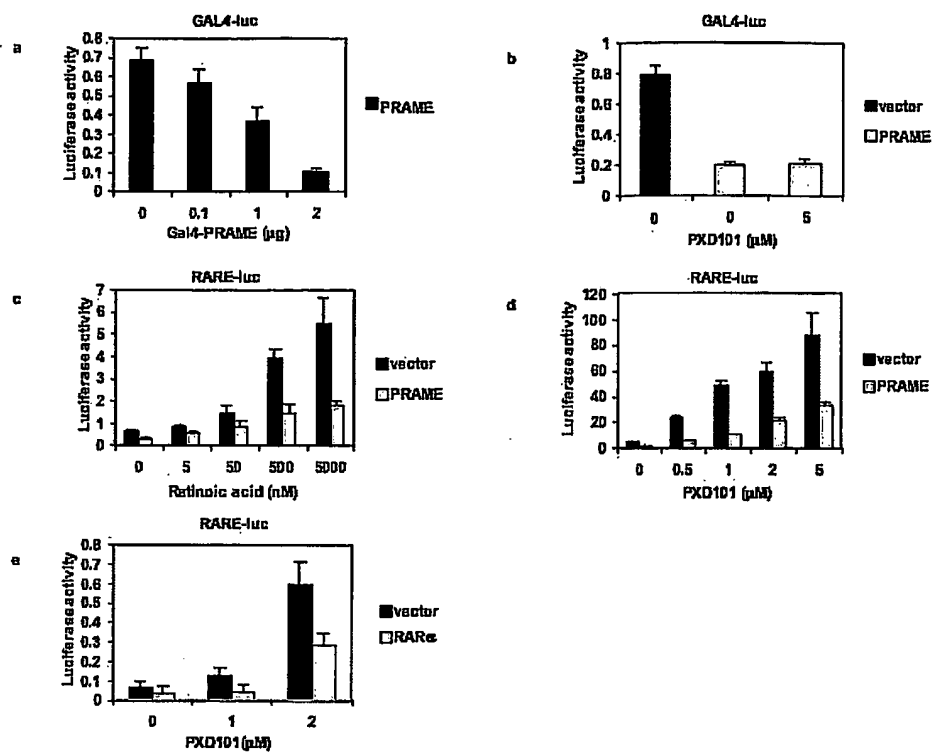 a
GAL4-luc
Luciferase activity
0.8
0.7
0.6
0.5
0.4
0.3
0.2
0.1
0
0 0.1 1 2
Gal4-PRAME (µg)
PRAME
b
GAL4-luc
Luciferase activity
1
0.8
0.6
0.4
0.2
0
0 0 5
PXD101 (µM)
vector
PRAME
c
RARE-luc
Luciferase activity
7
6
5
4
3
2
1
0
0 5 50 500 5000
Retinoic acid (nM)
vector
PRAME
d
RARE-luc
Luciferase activity
120
100
80
60
40
20
0
0 0.5 1 2 5
PXD101 (µM)
vector
PRAME
e
RARE-luc
Luciferase activity
0.8
0.7
0.6
0.5
0.4
0.3
0.2
0.1
0
0 1 2
PXD101 (µM)
vector
RARα